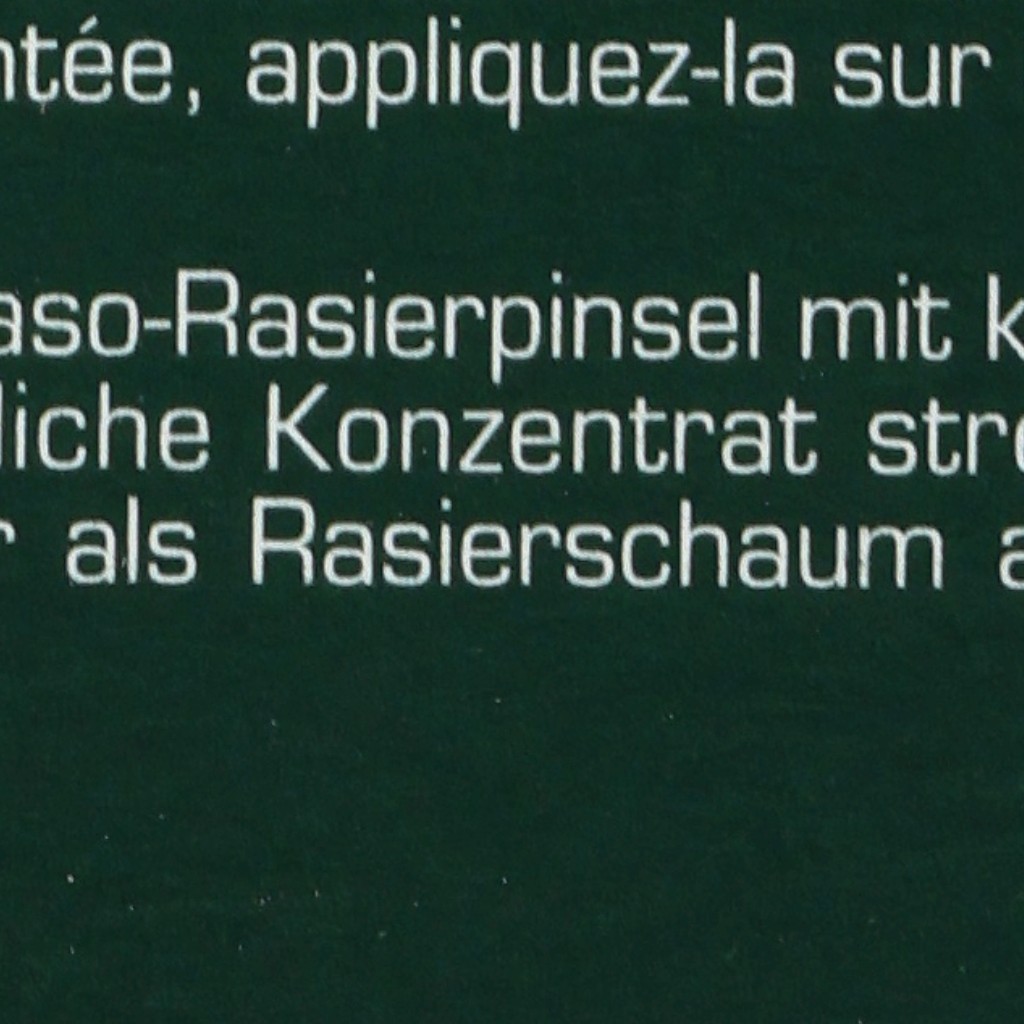 ntée, appliquez-la sur
aso-Rasierpinsel mit k
liche Konzentrat stre
r als Rasierschaum a